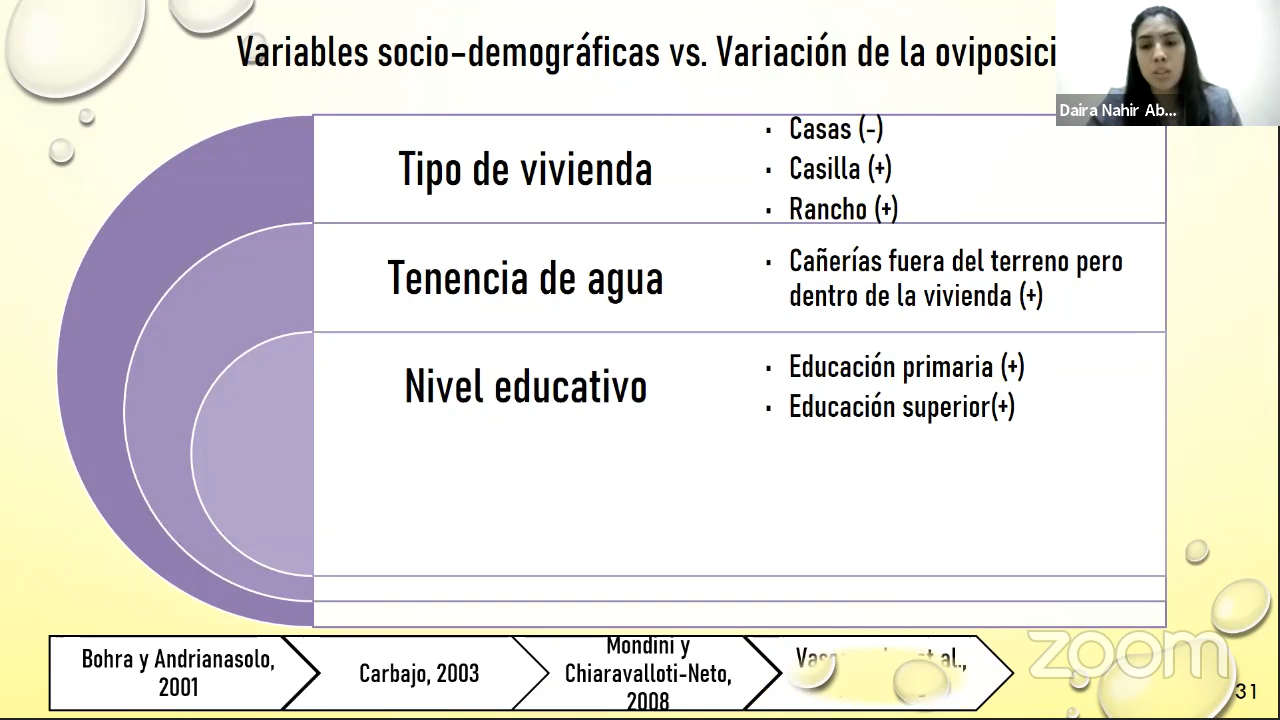 Variables socio-demográficas vs. Variación de la oviposici
Daira Nahir Ab...
Tipo de vivienda
· Casas (-)
· Casilla (+)
· Rancho (+)
Tenencia de agua
· Cañerías fuera del terreno pero
dentro de la vivienda (+)
Nivel educativo
· Educación primaria (+)
· Educación superior(+)
Bohra y Andrianasolo,
2001
Carbajo, 2003
Mondini y
Chiaravalloti-Neto,
2008
et al.,
zoom
31